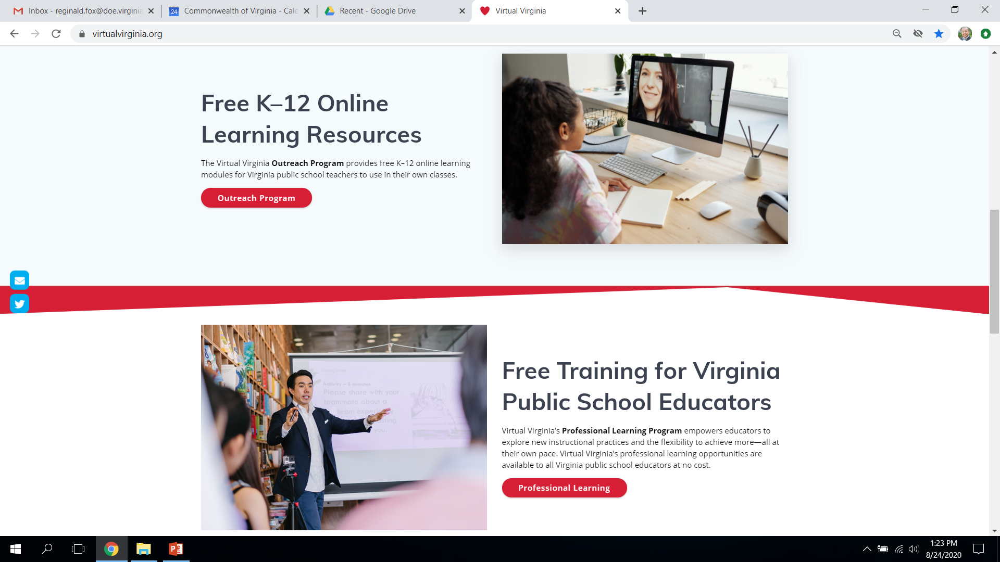 Inbox - reginald.fox@doe.virginia
Commonwealth of Virginia - Cale
Recent - Google Drive
Virtual Virginia
virtualvirginia.org
Free K–12 Online
Learning Resources
The Virtual Virginia Outreach Program provides free K–12 online learning
modules for Virginia public school teachers to use in their own classes.
Outreach Program
Activity – 5 minutes
Please share with your
teammate about a
team
you.
Free Training for Virginia
Public School Educators
Virtual Virginia's Professional Learning Program empowers educators to
explore new instructional practices and the flexibility to achieve more—all at
their own pace. Virtual Virginia's professional learning opportunities are
available to all Virginia public school educators at no cost.
Professional Learning
1:23 PM
8/24/2020